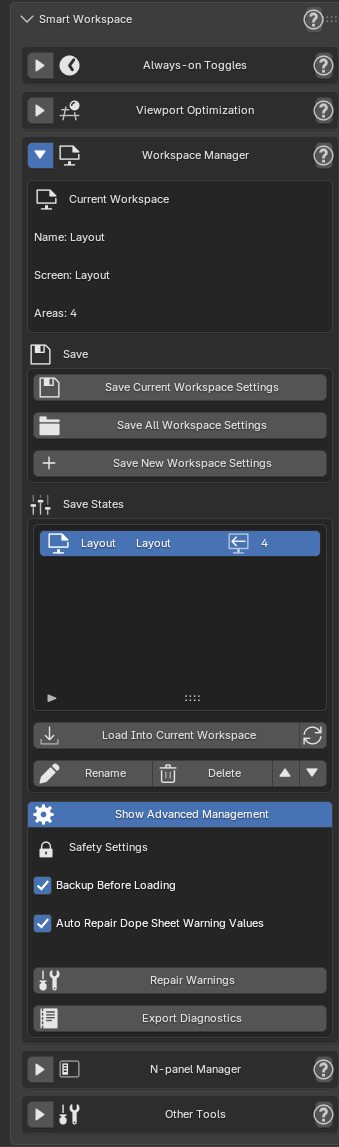 Smart Workspace
Always-on Toggles
Viewport Optimization
Workspace Manager
Current Workspace
Name: Layout
Screen: Layout
Areas: 4
Save
Save Current Workspace Settings
Save All Workspace Settings
Save New Workspace Settings
Save States
Layout Layout 4
Load Into Current Workspace
Rename Delete
Show Advanced Management
Safety Settings
Backup Before Loading
Auto Repair Dope Sheet Warning Values
Repair Warnings
Export Diagnostics
N-panel Manager
Other Tools